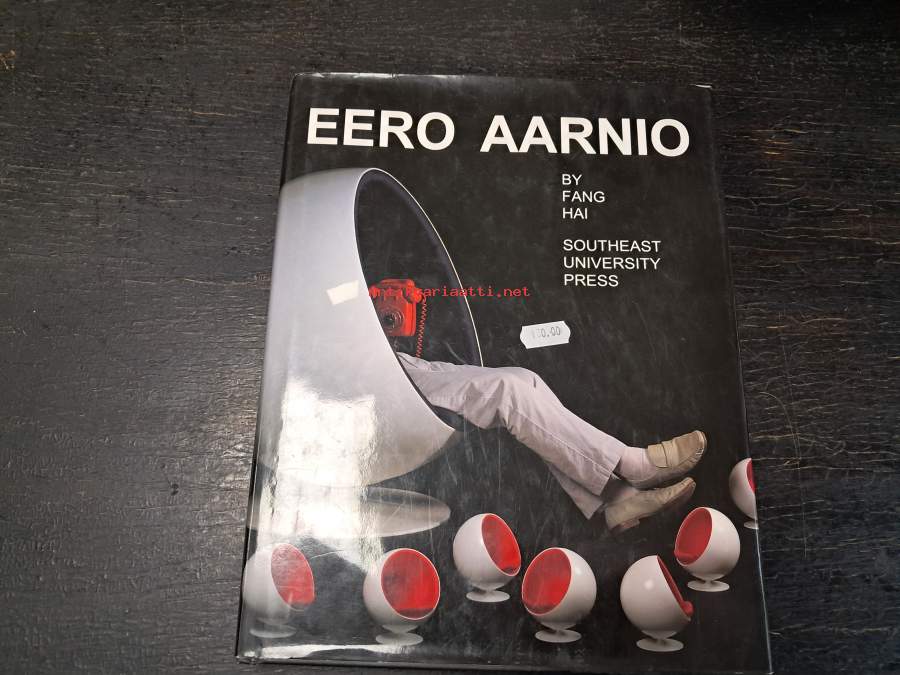 EERO AARNIO
BY
FANG
HAI
SOUTHEAST
UNIVERSITY
PRESS